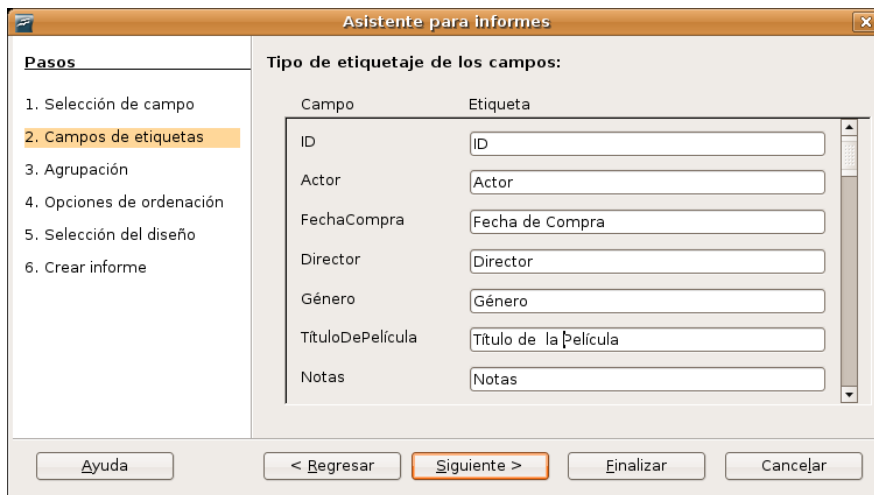 Asistente para informes
Pasos
1. Selección de campo
2. Campos de etiquetas
3. Agrupación
4. Opciones de ordenación
5. Selección del diseño
6. Crear informe
Tipo de etiquetaje de los campos:
Campo Etiqueta
ID ID
Actor Actor
FechaCompra Fecha de Compra
Director Director
Género Género
TítuloDePelícula Título de  la Película
Notas Notas
Ayuda < Regresar Siguiente > Finalizar Cancelar